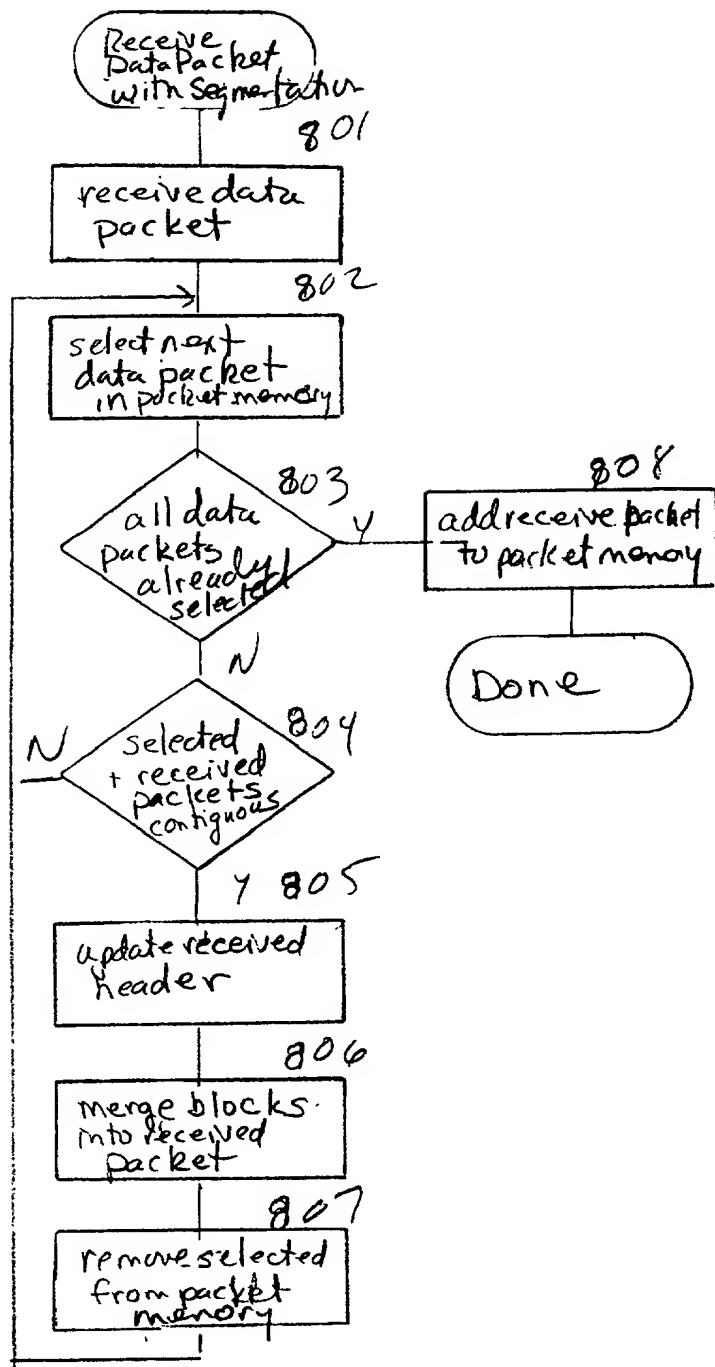 Receive
Data Packet
with Segmentation
801
receive data
packet
802
select next
data packet
in packet memory
803
all data
packets
already
selected
Y
808
add receive packet
to packet memory
Done
N
804
selected
+ received
packets
contiguous
N
Y 805
update received
header
806
merge blocks
into received
packet
807
remove selected
from packet
memory